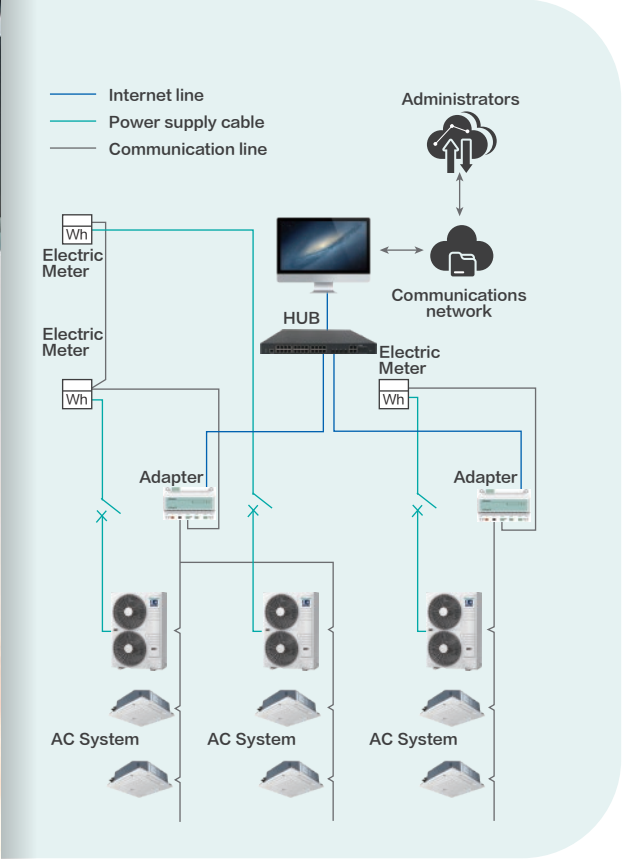 Internet line
Power supply cable
Communication line
Administrators
Wh
Electric
Meter
Communications
network
HUB
Electric
Meter
Electric
Meter
Wh
Wh
Adapter
Adapter
AC System
AC System
AC System